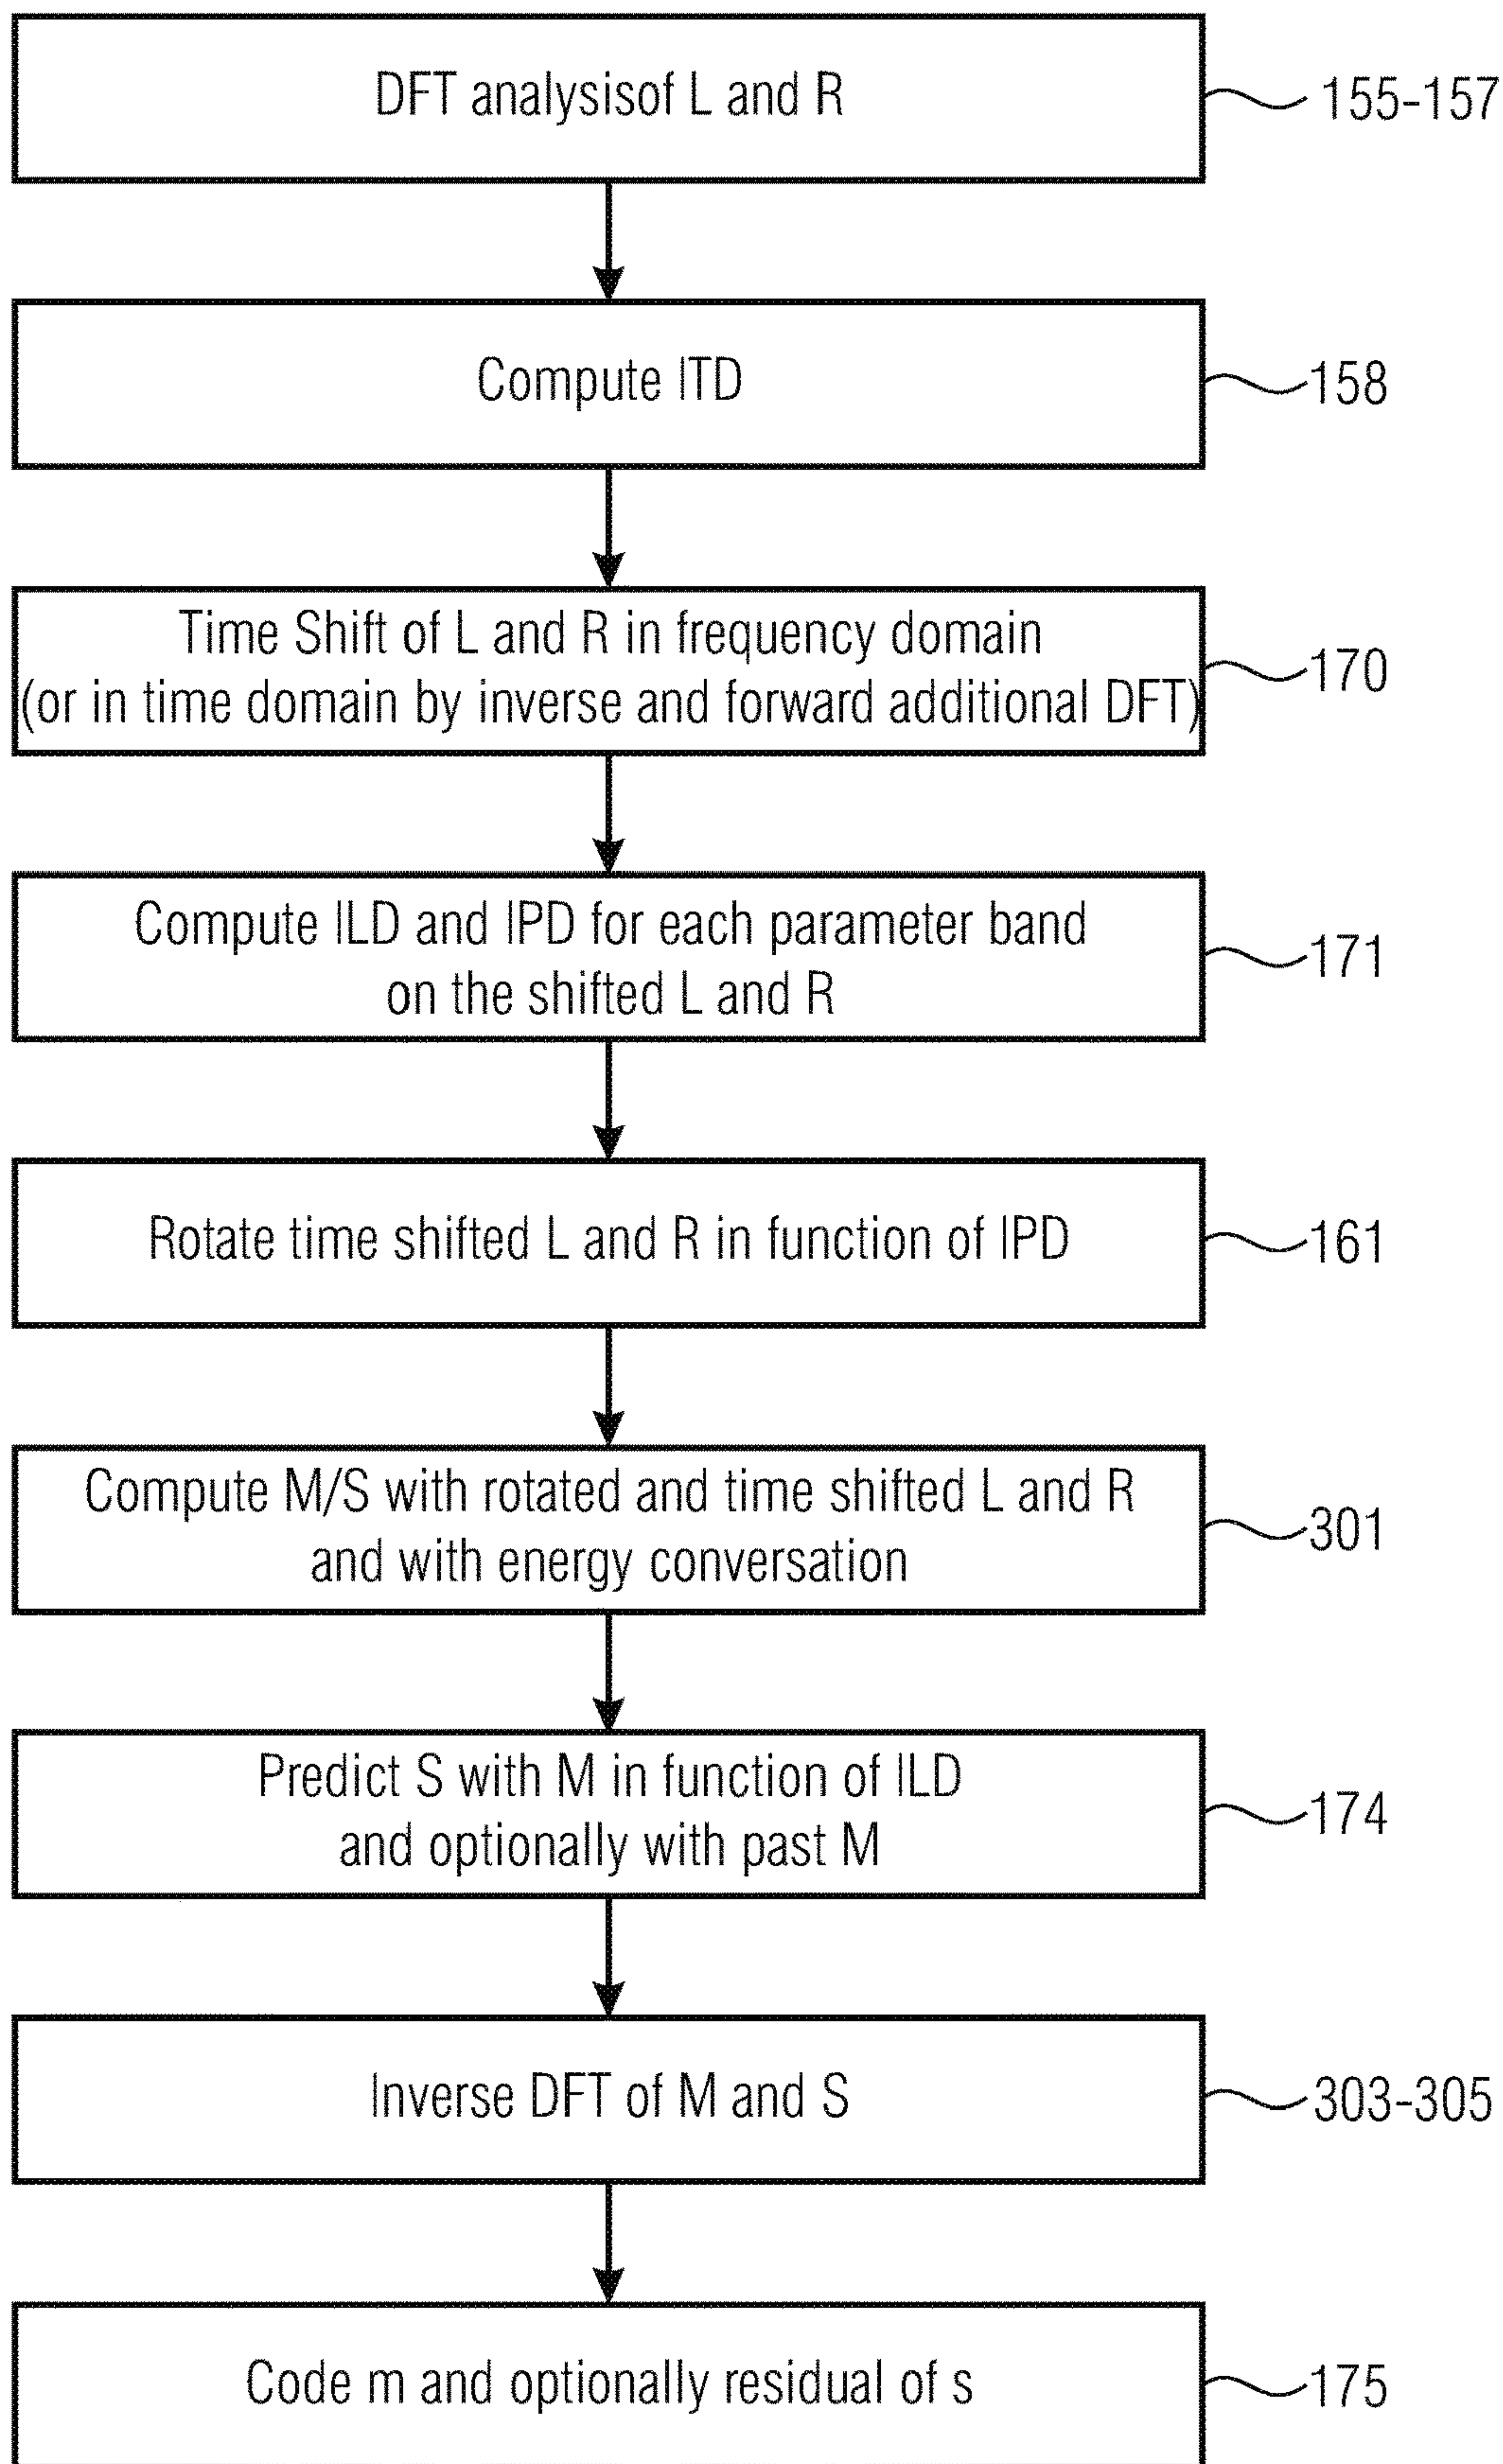 DFT analysisof L and R
155-157
Compute ITD
158
Time Shift of L and R in frequency domain
(or in time domain by inverse and forward additional DFT)
170
Compute ILD and IPD for each parameter band
on the shifted L and R
171
Rotate time shifted L and R in function of IPD
161
Compute M/S with rotated and time shifted L and R
and with energy conversation
301
Predict S with M in function of ILD
and optionally with past M
174
Inverse DFT of M and S
303-305
Code m and optionally residual of s
175